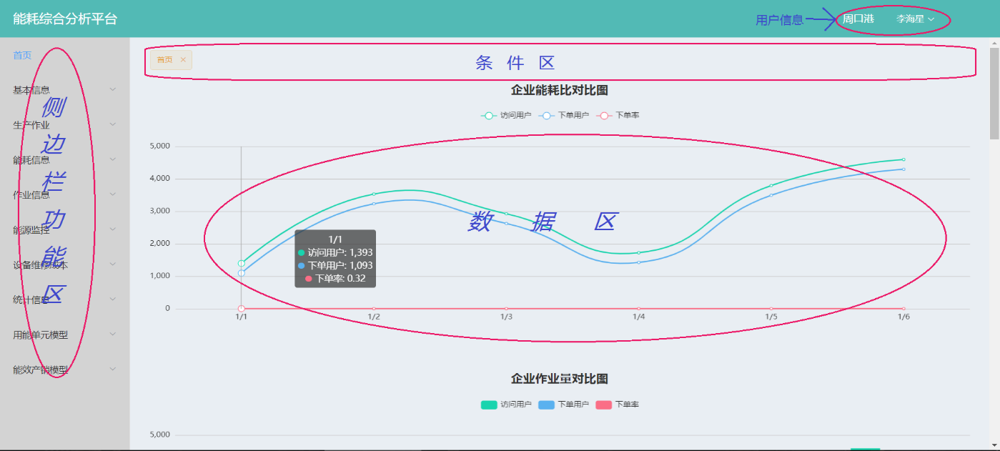 能耗综合分析平台
用户信息
周口港 李海星
首页
基本信息
生产作业
能耗信息
作业信息
能源监控
设备维修成本
统计信息
用能单元模型
能效产销模型
侧边栏功能区
首页 ×
条件区
企业能耗比对比图
访问用户 下单用户 下单率
5,000
4,000
3,000
2,000
1,000
0
数据区
1/1
访问用户: 1,393
下单用户: 1,093
下单率: 0.32
1/1 1/2 1/3 1/4 1/5 1/6
企业作业量对比图
访问用户 下单用户 下单率
5,000